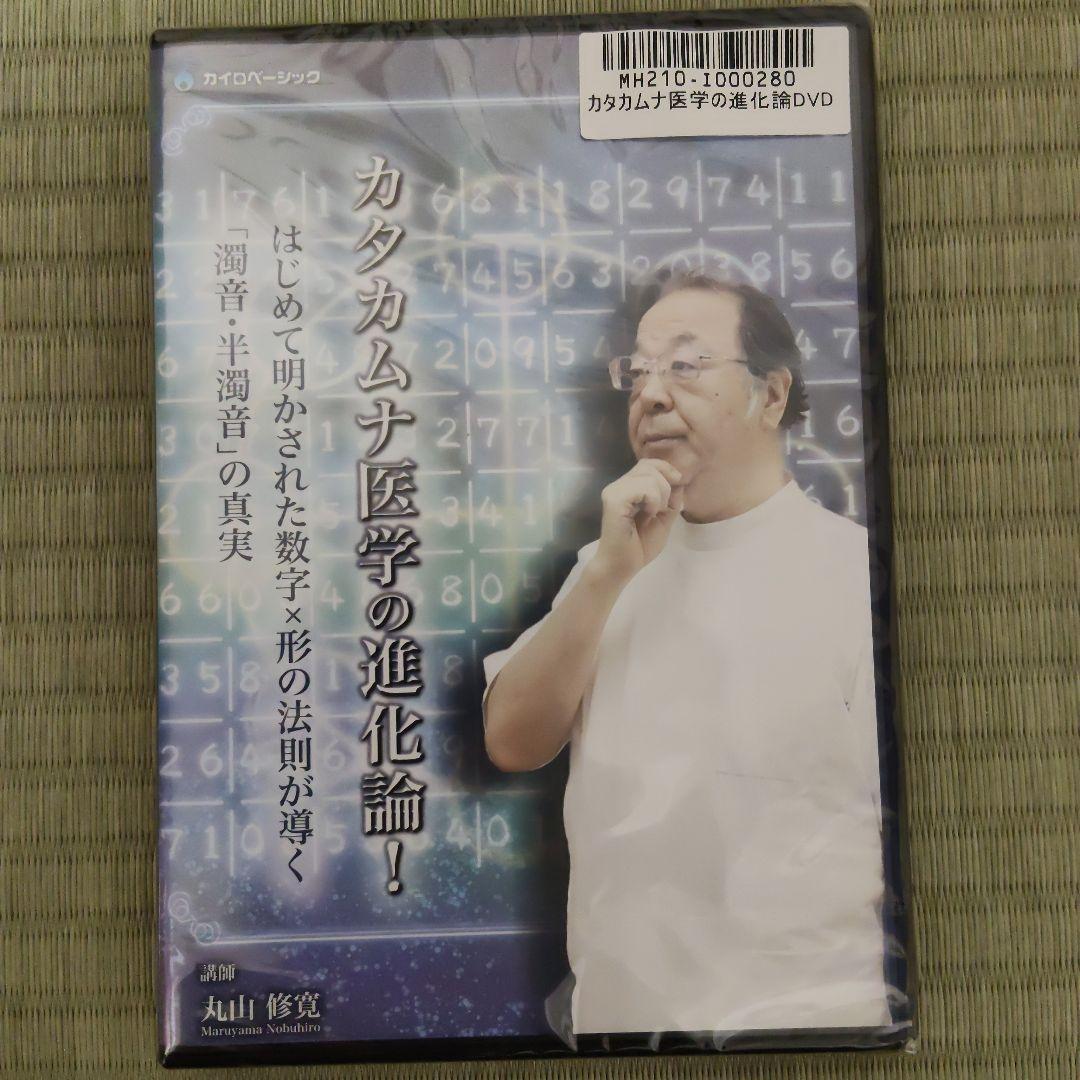 カイロベーシック
MH210-I000280
カタカムナ医学の進化論DVD
カタカムナ医学の進化論！
はじめて明かされた数字×形の法則が導く
「濁音・半濁音」の真実
講師
丸山 修寛
Maruyama Nobuhiro